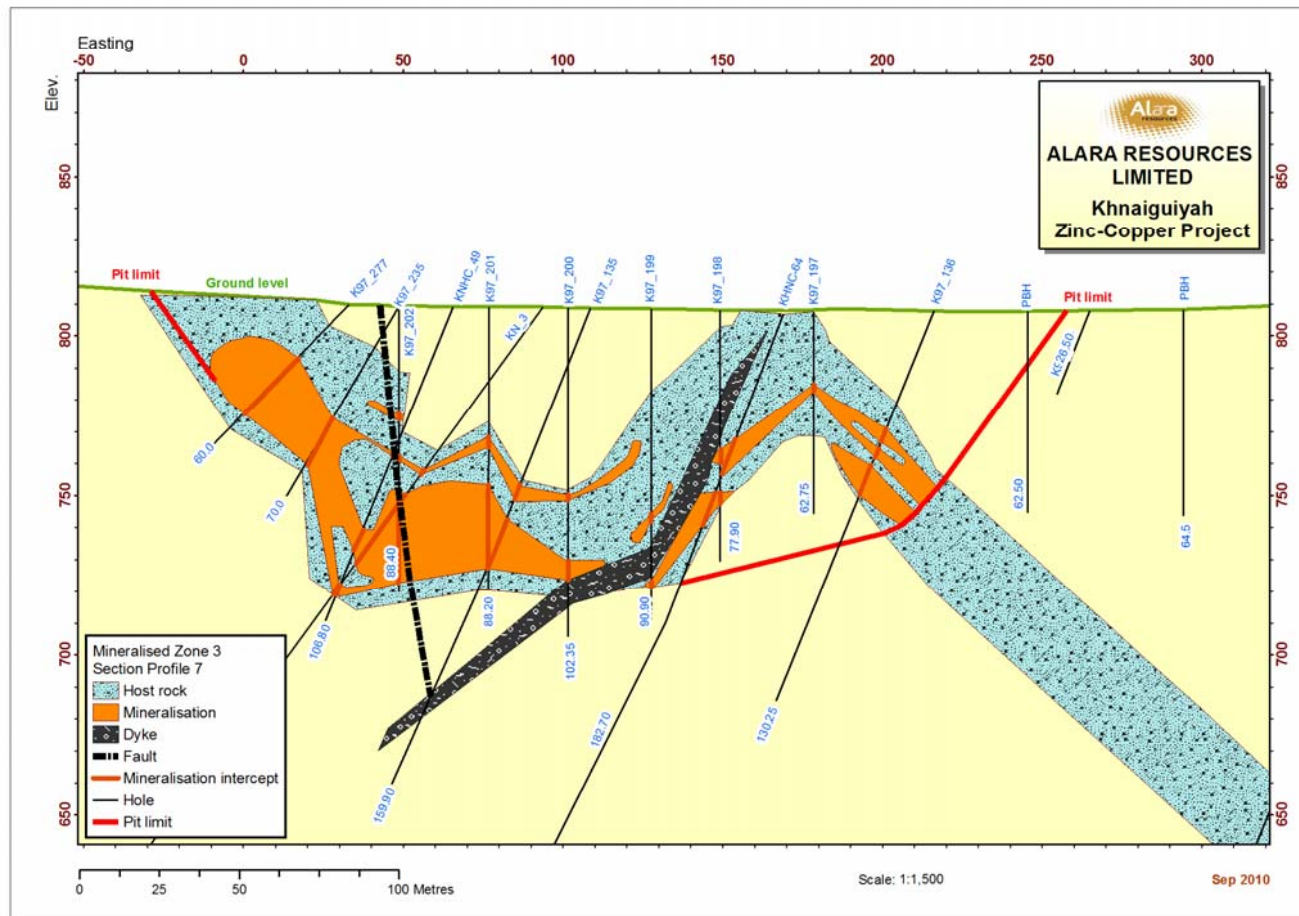 Easting
-50 0 50 100 150 200 250 300
Elev.
850
800
750
700
650
850
800
750
700
650
Alara
resources
ALARA RESOURCES
LIMITED
Khnaiguiyah
Zinc-Copper Project
Pit limit
Ground level
K97_277
K97_235
K97_202
KNHC_49
K97_201
KN_3
K97_200
K97_135
K97_199
K97_198
KHNC-64
K97_197
K97_136
PBH
Pit limit
PBH
26.50
60.0
70.0
88.40
106.80
88.20
159.90
102.35
90.90
182.70
77.90
62.75
130.25
62.50
64.5
Mineralised Zone 3
Section Profile 7
Host rock
Mineralisation
Dyke
Fault
Mineralisation intercept
Hole
Pit limit
0 25 50 100 Metres
Scale: 1:1,500
Sep 2010